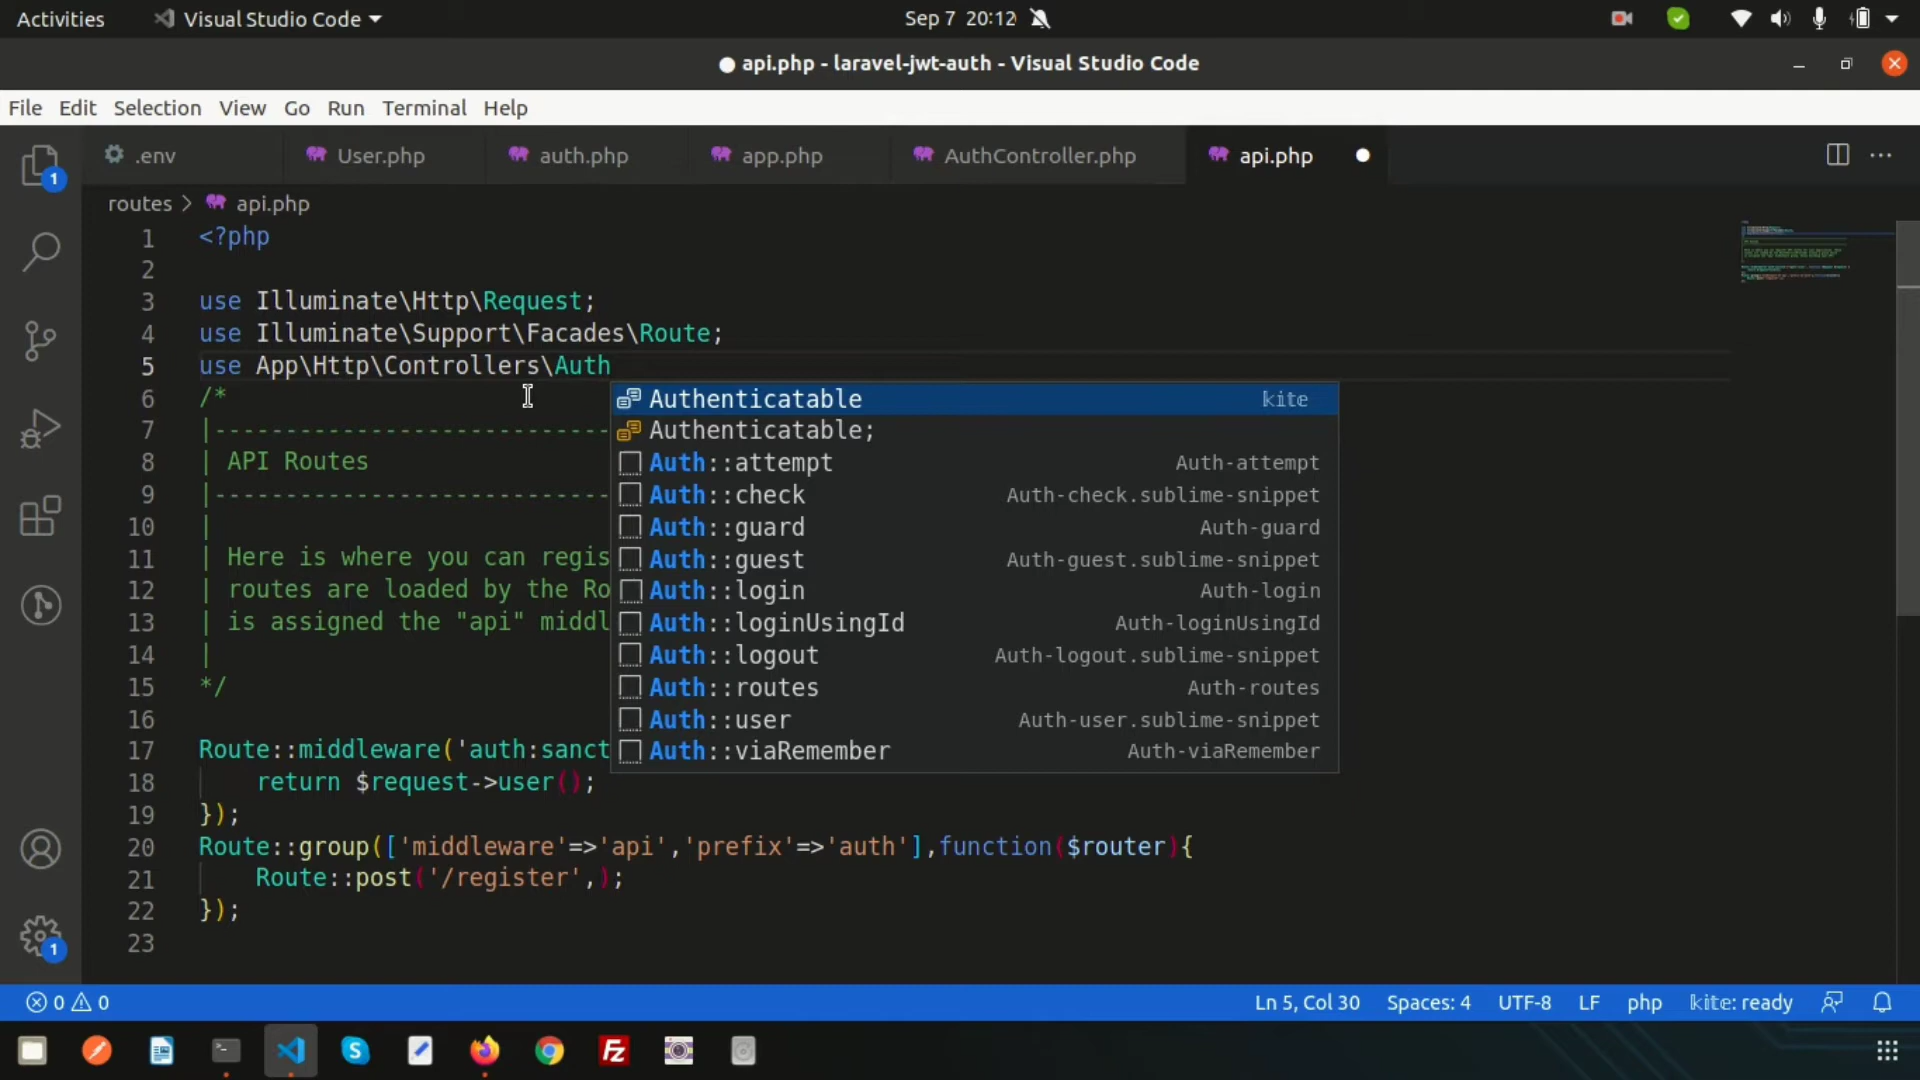 Activities Visual Studio Code Sep 7 20:12
api.php - laravel-jwt-auth - Visual Studio Code
File Edit Selection View Go Run Terminal Help
.env User.php auth.php app.php AuthController.php api.php
routes > api.php
1 <?php
2
3 use Illuminate\Http\Request;
4 use Illuminate\Support\Facades\Route;
5 use App\Http\Controllers\Auth
6 /*
Authenticatable kite
7 |----------------------------
Authenticatable;
8 | API Routes
Auth::attempt Auth-attempt
9 |----------------------------
Auth::check Auth-check.sublime-snippet
10 |
Auth::guard Auth-guard
11 | Here is where you can regis
Auth::guest Auth-guest.sublime-snippet
12 | routes are loaded by the Ro
Auth::login Auth-login
13 | is assigned the "api" middl
Auth::loginUsingId Auth-loginUsingId
14 |
Auth::logout Auth-logout.sublime-snippet
15 */
Auth::routes Auth-routes
16
Auth::user Auth-user.sublime-snippet
17 Route::middleware('auth:sanct
Auth::viaRemember Auth-viaRemember
18 return $request->user();
19 });
20 Route::group(['middleware'=>'api','prefix'=>'auth'],function($router){
21 Route::post('/register',);
22 });
23
0 0 Ln 5, Col 30 Spaces: 4 UTF-8 LF php kite: ready